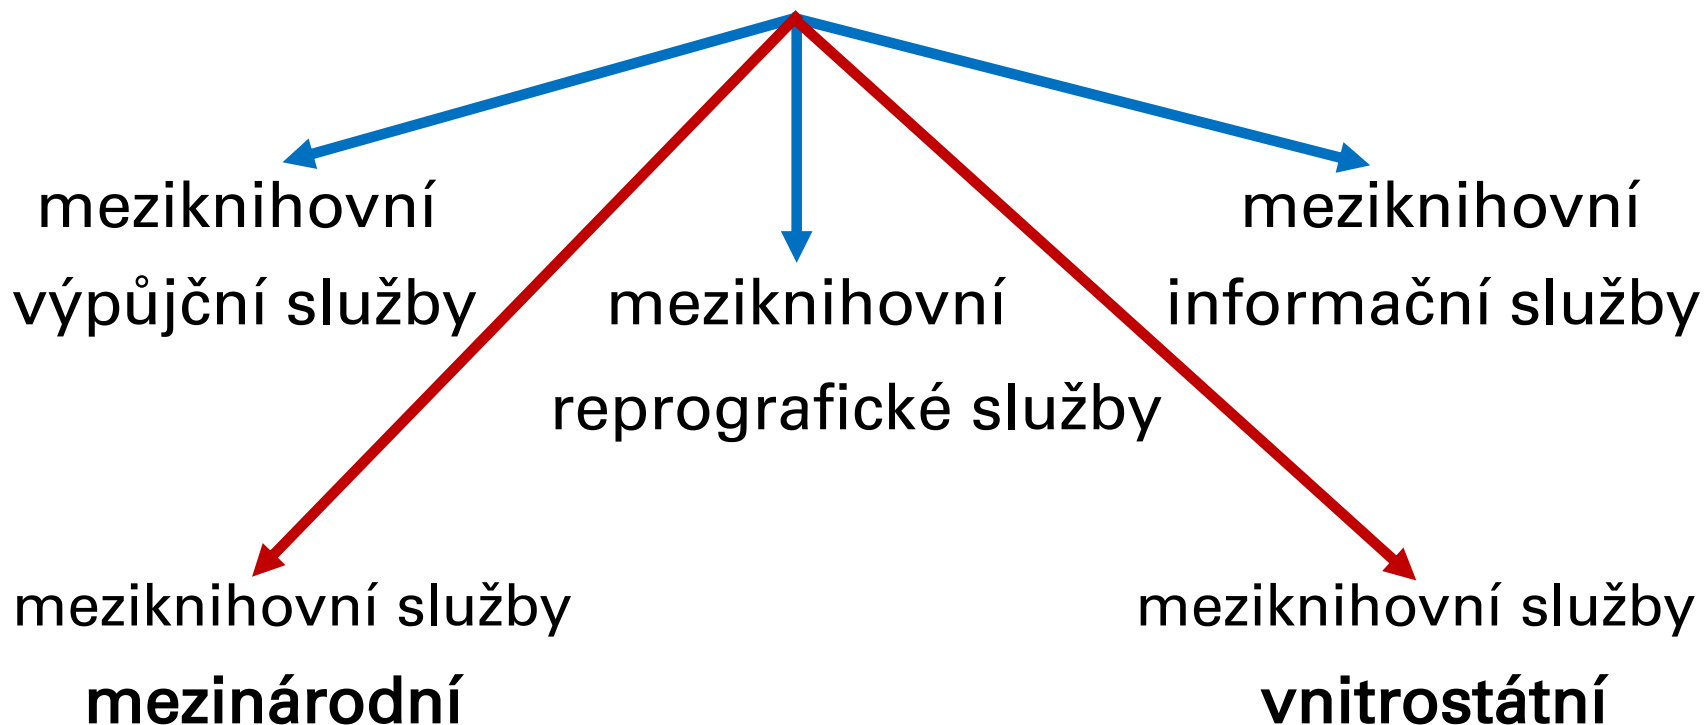 meziknihovní
výpůjční služby
meziknihovní
reprografické služby
meziknihovní
informační služby
meziknihovní služby
mezinárodní
meziknihovní služby
vnitrostátní